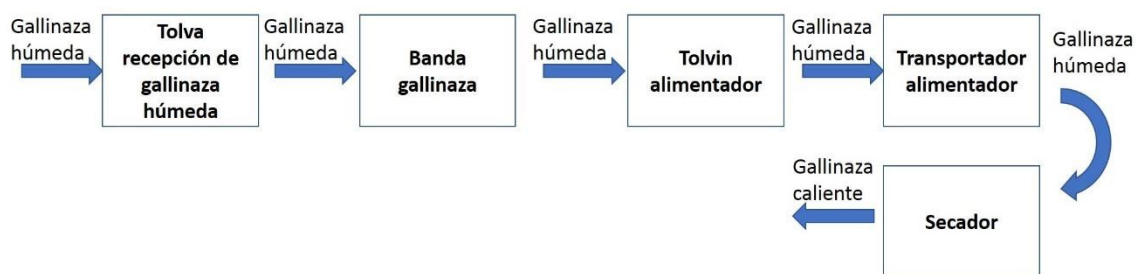 Gallinaza
húmeda
Tolva
recepción de
gallinaza
húmeda
Gallinaza
húmeda
Banda
gallinaza
Gallinaza
húmeda
Tolvin
alimentador
Gallinaza
húmeda
Transportador
alimentador
Gallinaza
húmeda
Secador
Gallinaza
caliente